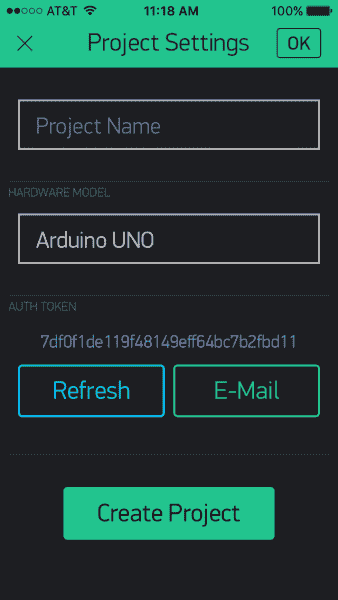 AT&T 11:18 AM 100%
Project Settings OK
Project Name
HARDWARE MODEL
Arduino UNO
AUTH TOKEN
7df0f1de119f48149eff64bc7b2fbd11
Refresh E-Mail
Create Project